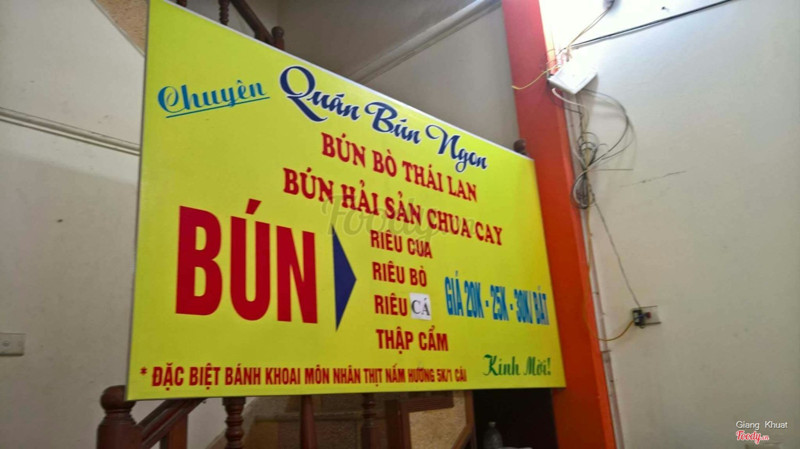 Chuyên
Quán Bún Ngon
BÚN BÒ THÁI LAN
BÚN HẢI SẢN CHUA CAY
BÚN
RIÊU CUA
RIÊU BÒ
RIÊU CÁ
THẬP CẨM
GIÁ 20K - 25K - 30K/ BÁT
* ĐẶC BIỆT BÁNH KHOAI MÔN NHÂN THỊT NẤM HƯƠNG 5K/1 CÁI
Kính Mời!
Foody.vn
Giang Khuat
Foody.vn